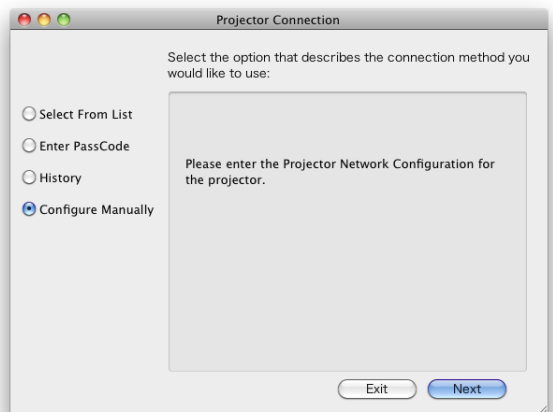 Projector Connection
Select the option that describes the connection method you
would like to use:
Select From List
Enter PassCode
History
Configure Manually
Please enter the Projector Network Configuration for
the projector.
Exit
Next